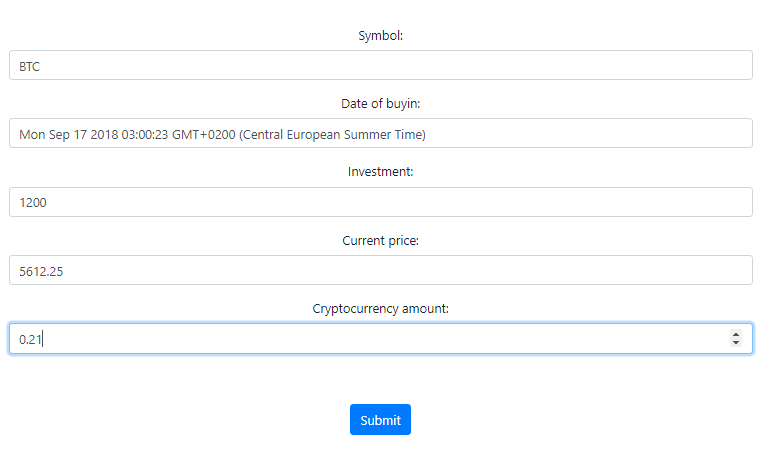 Symbol:
BTC
Date of buyin:
Mon Sep 17 2018 03:00:23 GMT+0200 (Central European Summer Time)
Investment:
1200
Current price:
5612.25
Cryptocurrency amount:
0.21
Submit